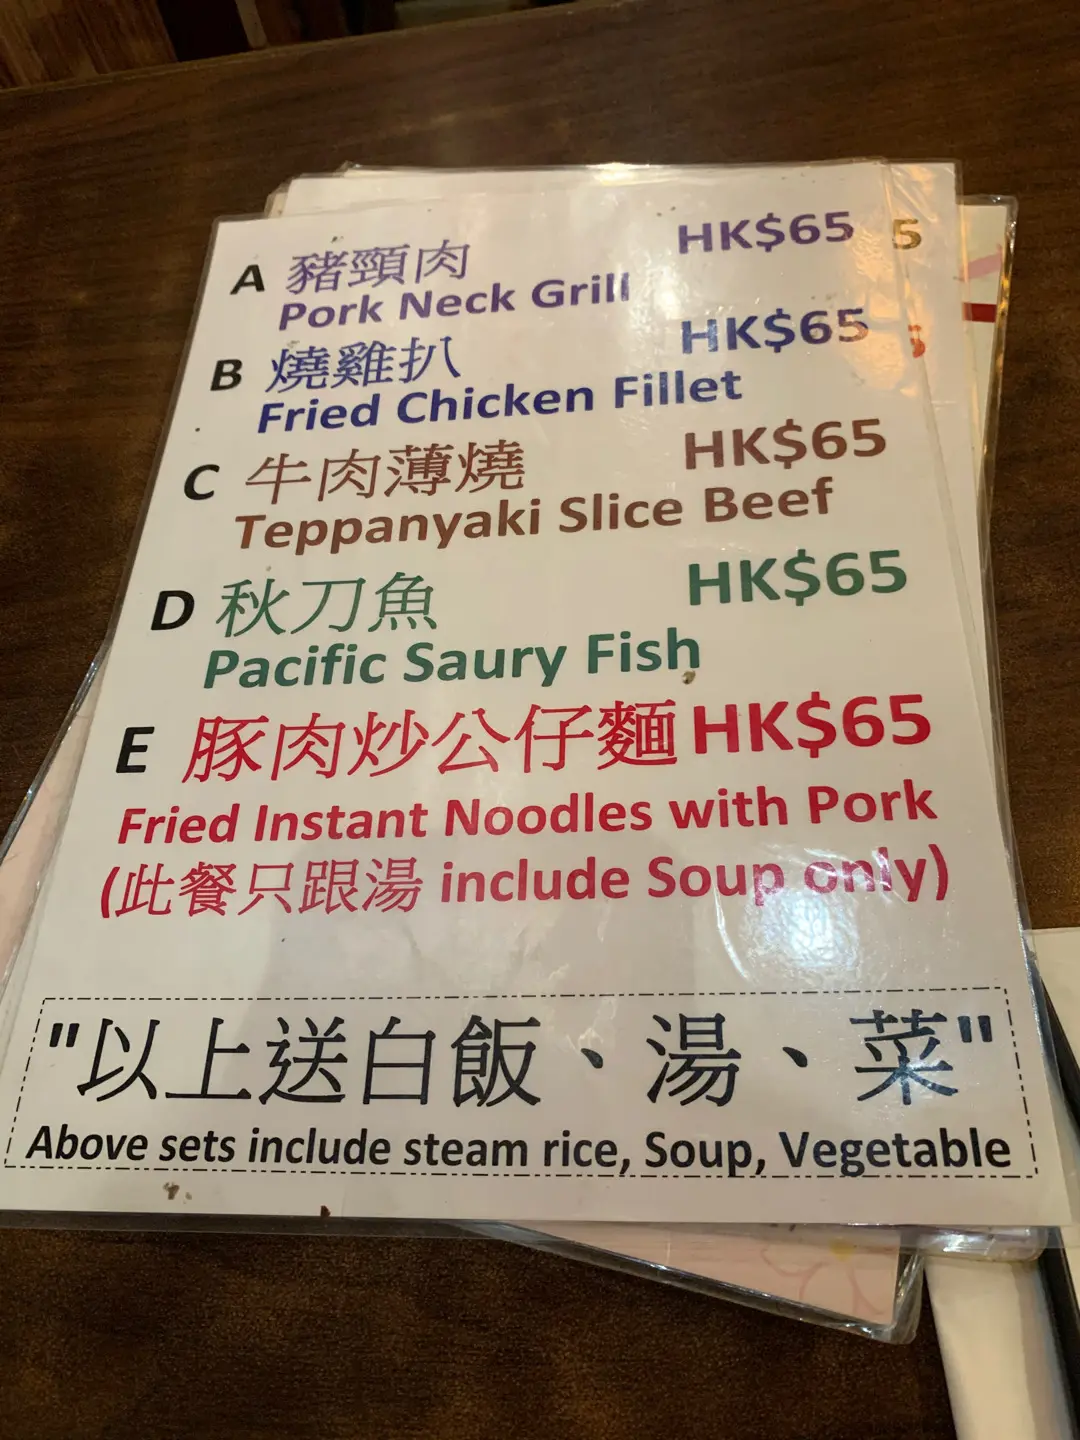 A 豬頸肉 HK$65
Pork Neck Grill
B 燒雞扒 HK$65
Fried Chicken Fillet
C 牛肉薄燒 HK$65
Teppanyaki Slice Beef
D 秋刀魚 HK$65
Pacific Saury Fish
E 豚肉炒公仔麵 HK$65
Fried Instant Noodles with Pork
(此餐只跟湯 include Soup only)
"以上送白飯、湯、菜"
Above sets include steam rice, Soup, Vegetable
5